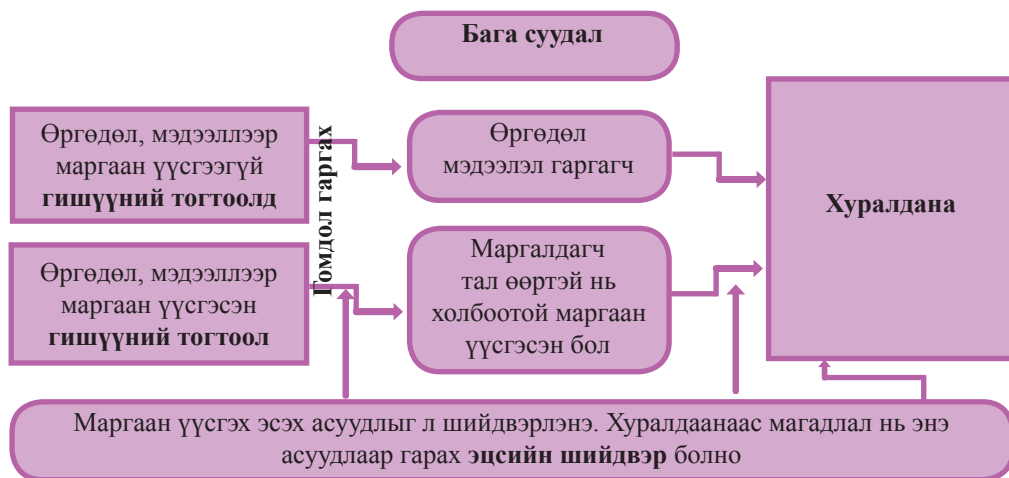 Бага суудал
Өргөдөл, мэдээллээр
маргаан үүсгээгүй
гишүүний тогтоолд
Гомдол гаргах
Өргөдөл
мэдээлэл гаргагч
Хуралдана
Өргөдөл, мэдээллээр
маргаан үүсгэсэн
гишүүний тогтоол
Маргалдагч
тал өөртэй нь
холбоотой маргаан
үүсгэсэн бол
Маргаан үүсгэх эсэх асуудлыг л шийдвэрлэнэ. Хуралдаанаас магадлал нь энэ
асуудлаар гарах эцсийн шийдвэр болно